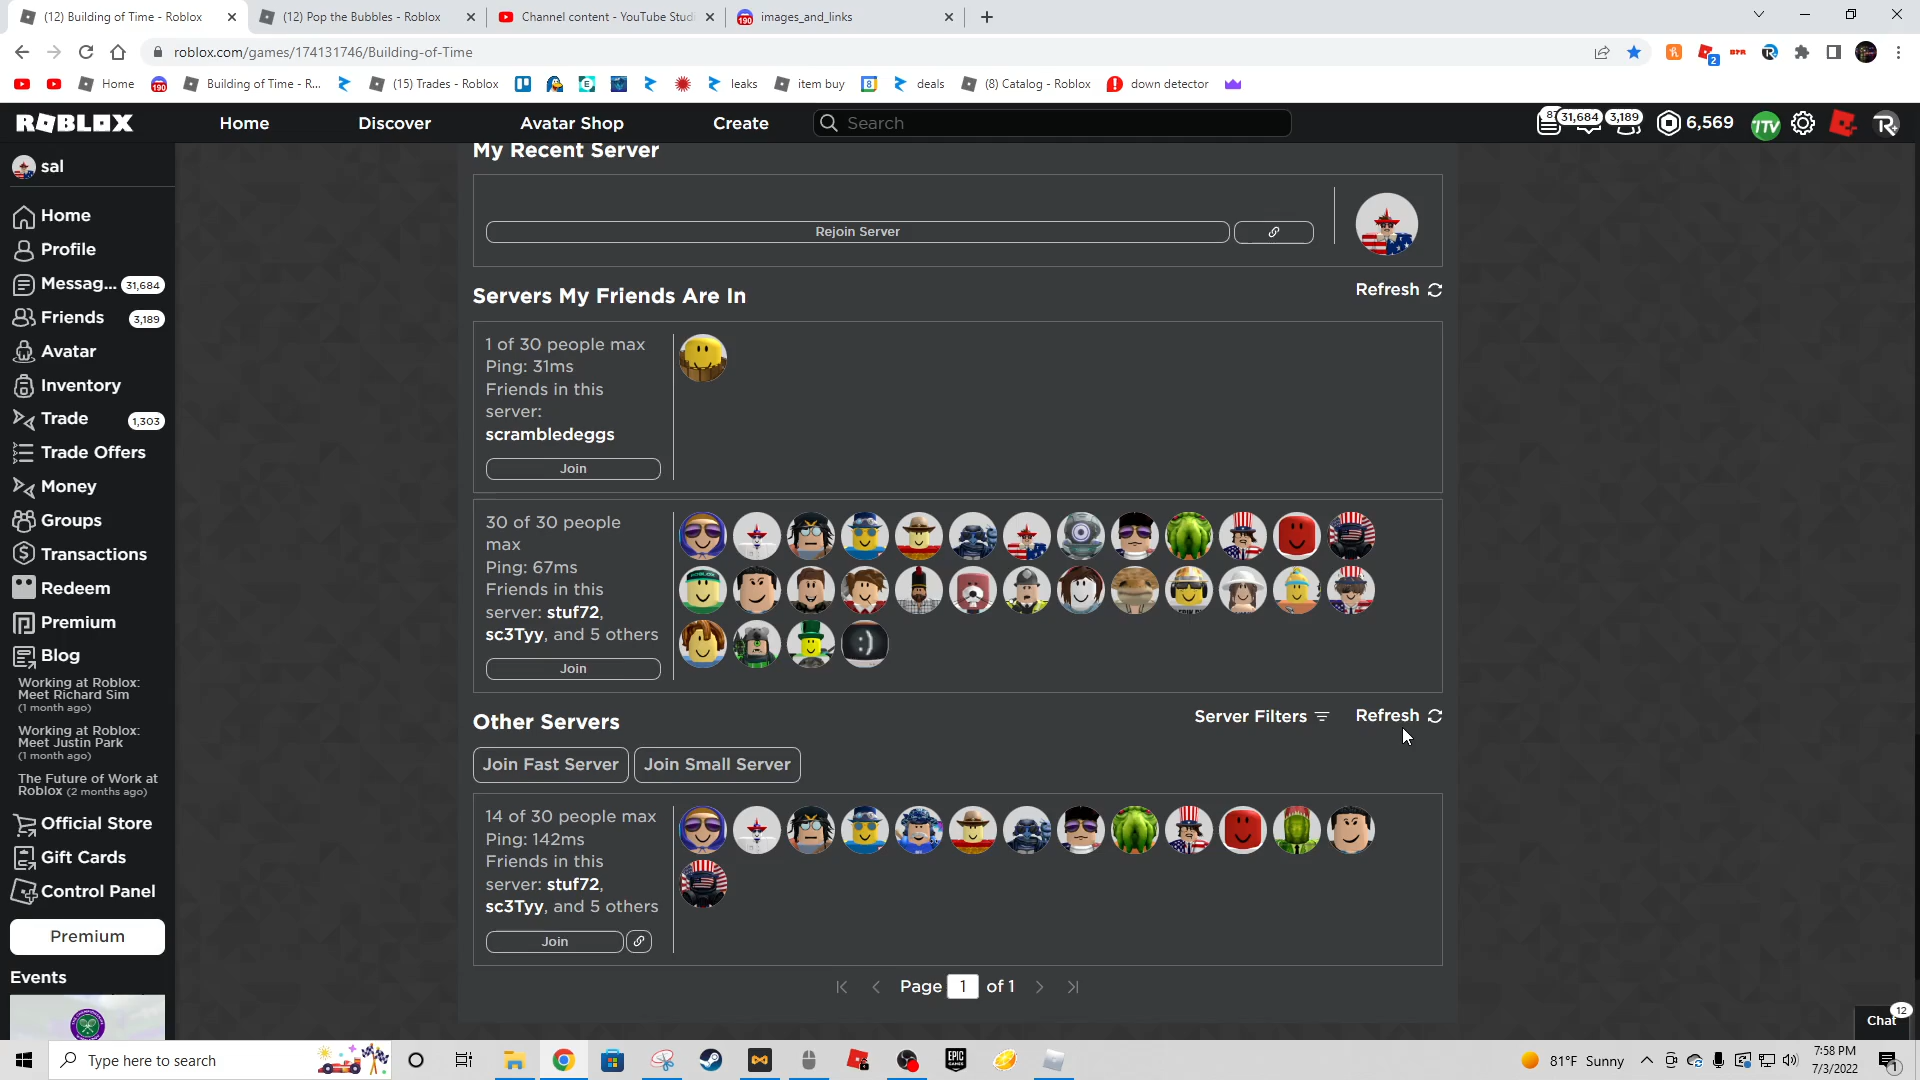 (12) Building of Time - Roblox
(12) Pop the Bubbles - Roblox
Channel content - YouTube Stud
190
images_and_links
roblox.com/games/174131746/Building-of-Time
2
Home
190
Building of Time - R...
(15) Trades - Roblox
leaks
item buy
8
deals
(8) Catalog - Roblox
down detector
ROBLOX
Home
Discover
Avatar Shop
Create
Search
31,684
3,189
6,569
sal
Home
Profile
Messag... 31,684
Friends 3,189
Avatar
Inventory
Trade 1,303
Trade Offers
Money
Groups
Transactions
Redeem
Premium
Blog
Working at Roblox:
Meet Richard Sim
(1 month ago)
Working at Roblox:
Meet Justin Park
(1 month ago)
The Future of Work at
Roblox (2 months ago)
Official Store
Gift Cards
Control Panel
Premium
Events
My Recent Server
Rejoin Server
Servers My Friends Are In
Refresh
1 of 30 people max
Ping: 31ms
Friends in this
server:
scrambledeggs
Join
30 of 30 people
max
Ping: 67ms
Friends in this
server: stuf72,
sc3Tyy, and 5 others
Join
Other Servers
Server Filters
Refresh
Join Fast Server
Join Small Server
14 of 30 people max
Ping: 142ms
Friends in this
server: stuf72,
sc3Tyy, and 5 others
Join
Page 1 of 1
Chat
12
Type here to search
EPIC GAMES
81°F Sunny
7:58 PM
7/3/2022
1